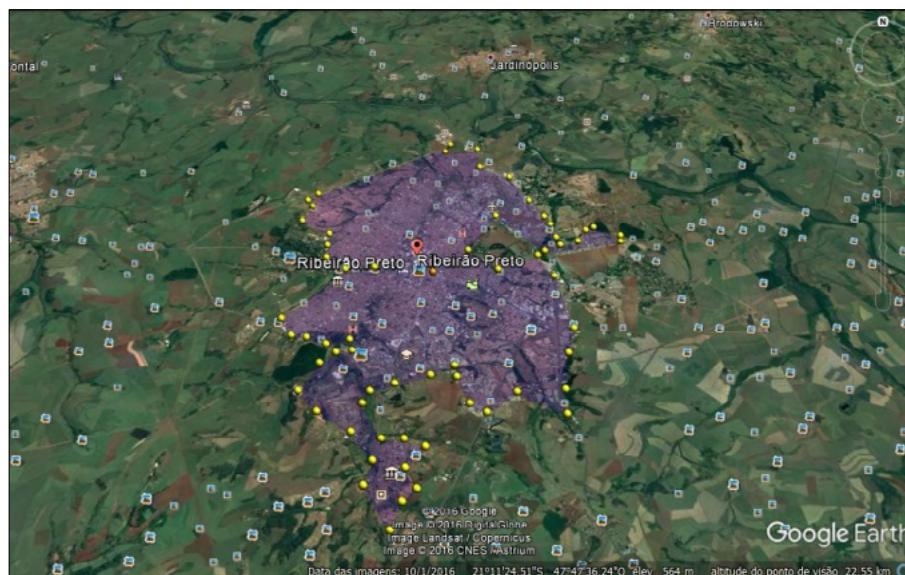 Brodowski
Jardinópolis
ontal
N
H
Ribeirão Preto
Ribeirão Preto
H
© 2016 Google
Image © 2016 DigitalGlobe
Image Landsat / Copernicus
Image © 2016 CNES / Astrium
Google Earth
Data das imagens: 10/1/2016 21°11'24.51"S 47°47'36.24"O elev 564 m altitude do ponto de visão 22.55 km